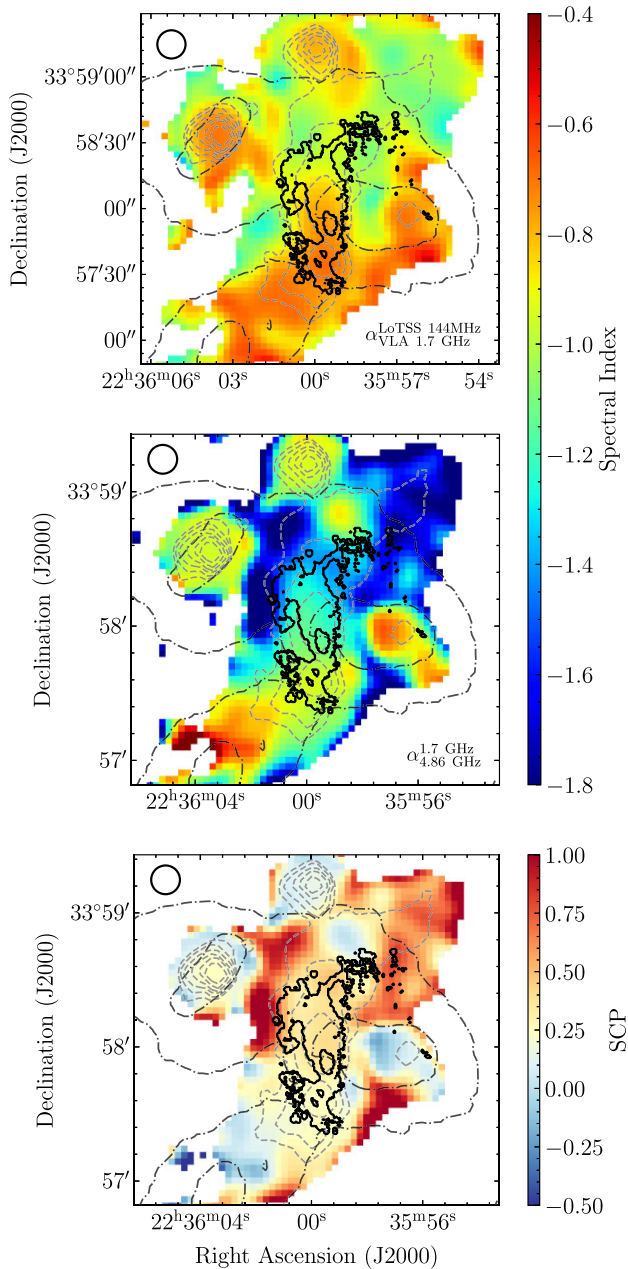 33°59′00″
58′30″
00″
57′30″
00″
Declination (J2000)
α LoTSS 144MHz
VLA 1.7 GHz
22ʰ36ᵐ06ˢ 03ˢ 00ˢ 35ᵐ57ˢ 54ˢ
33°59′
58′
57′
Declination (J2000)
α 1.7 GHz
4.86 GHz
22ʰ36ᵐ04ˢ 00ˢ 35ᵐ56ˢ
−0.4
−0.6
−0.8
−1.0
−1.2
−1.4
−1.6
−1.8
Spectral Index
33°59′
58′
57′
Declination (J2000)
22ʰ36ᵐ04ˢ 00ˢ 35ᵐ56ˢ
Right Ascension (J2000)
1.00
0.75
0.50
0.25
0.00
−0.25
−0.50
SCP